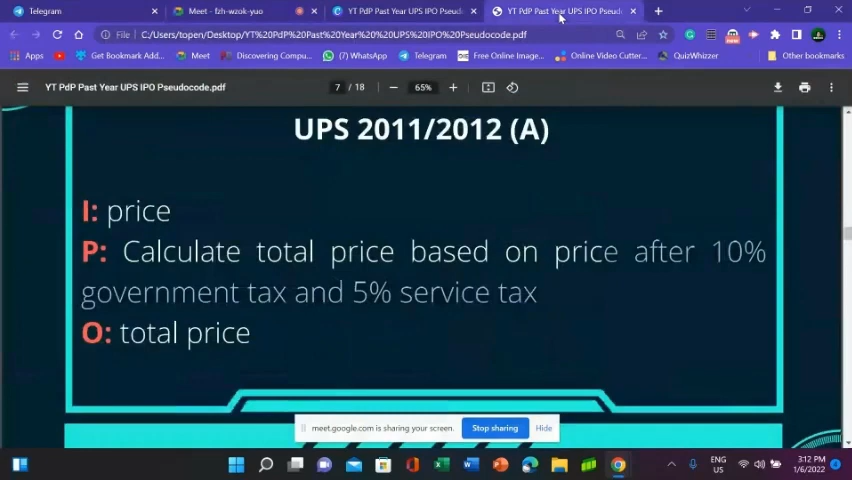 Telegram
Meet - fzh-wzok-yuo
YT PdP Past Year UPS IPO Pseudo
YT PdP Past Year UPS IPO Pseudo
File
C:/Users/topen/Desktop/YT%20PdP%20Past%20Year%20%20UPS%20IPO%20Pseudocode.pdf
Apps
Meet
Get Bookmark Add...
Discovering Compu...
(7) WhatsApp
Telegram
Free Online Image...
Online Video Cutter...
QuizWhizzer
Other bookmarks
YT PdP Past Year UPS IPO Pseudocode.pdf
7 / 18
65%
UPS 2011/2012 (A)
I: price
P: Calculate total price based on price after 10%
government tax and 5% service tax
O: total price
meet.google.com is sharing your screen.
Stop sharing
Hide
ENG
US
3:12 PM
1/6/2022